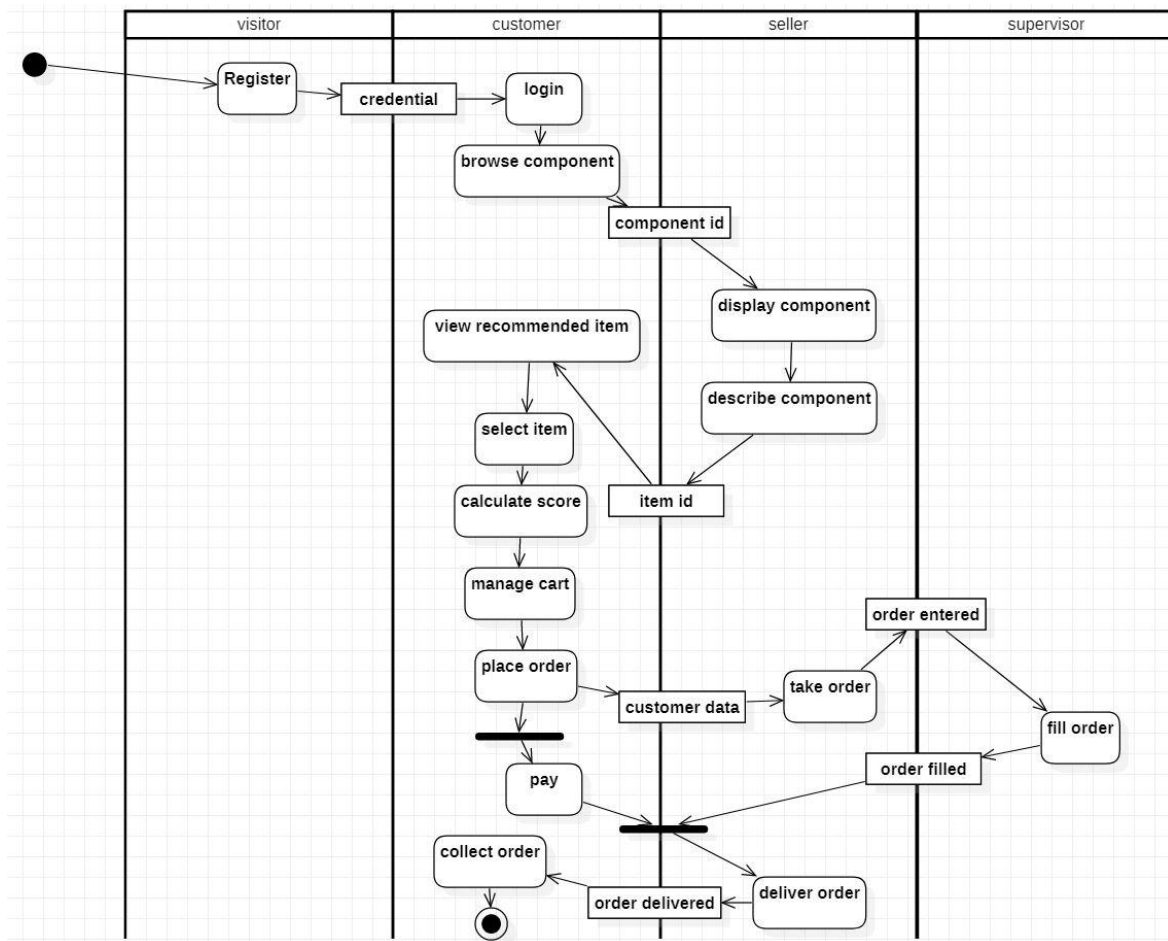 visitor
customer
seller
supervisor
Register
credential
login
browse component
component id
display component
view recommended item
describe component
select item
calculate score
item id
manage cart
order entered
place order
customer data
take order
fill order
order filled
pay
collect order
order delivered
deliver order